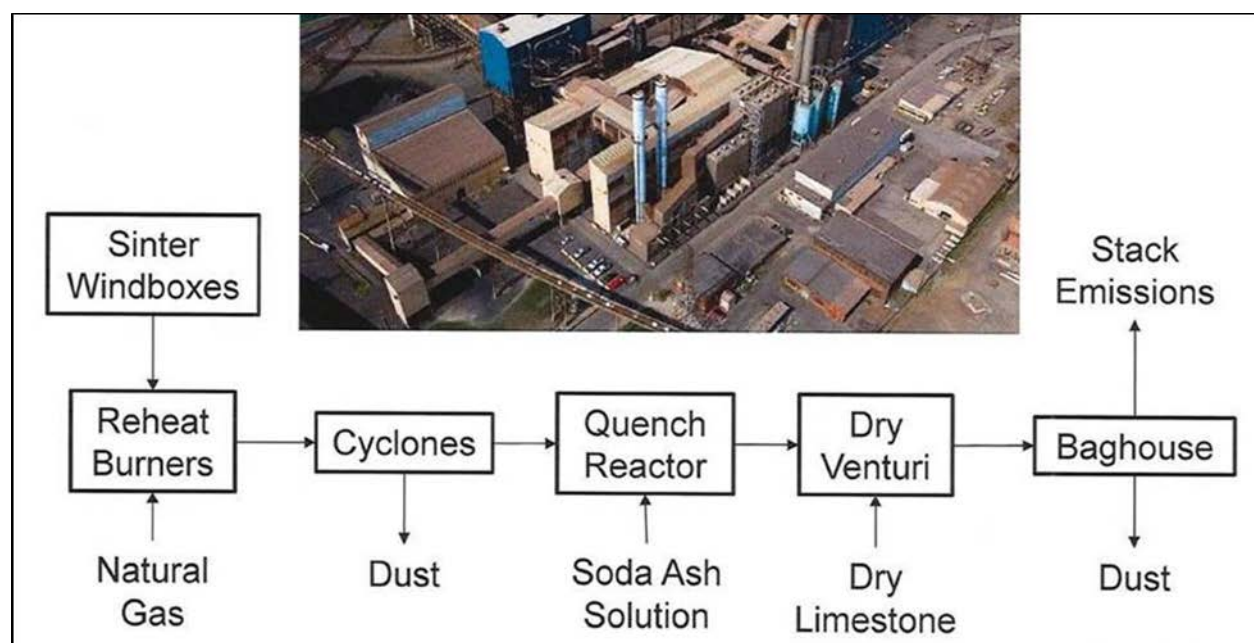 Sinter
Windboxes
Reheat
Burners
Natural
Gas
Cyclones
Dust
Quench
Reactor
Soda Ash
Solution
Dry
Venturi
Dry
Limestone
Stack
Emissions
Baghouse
Dust